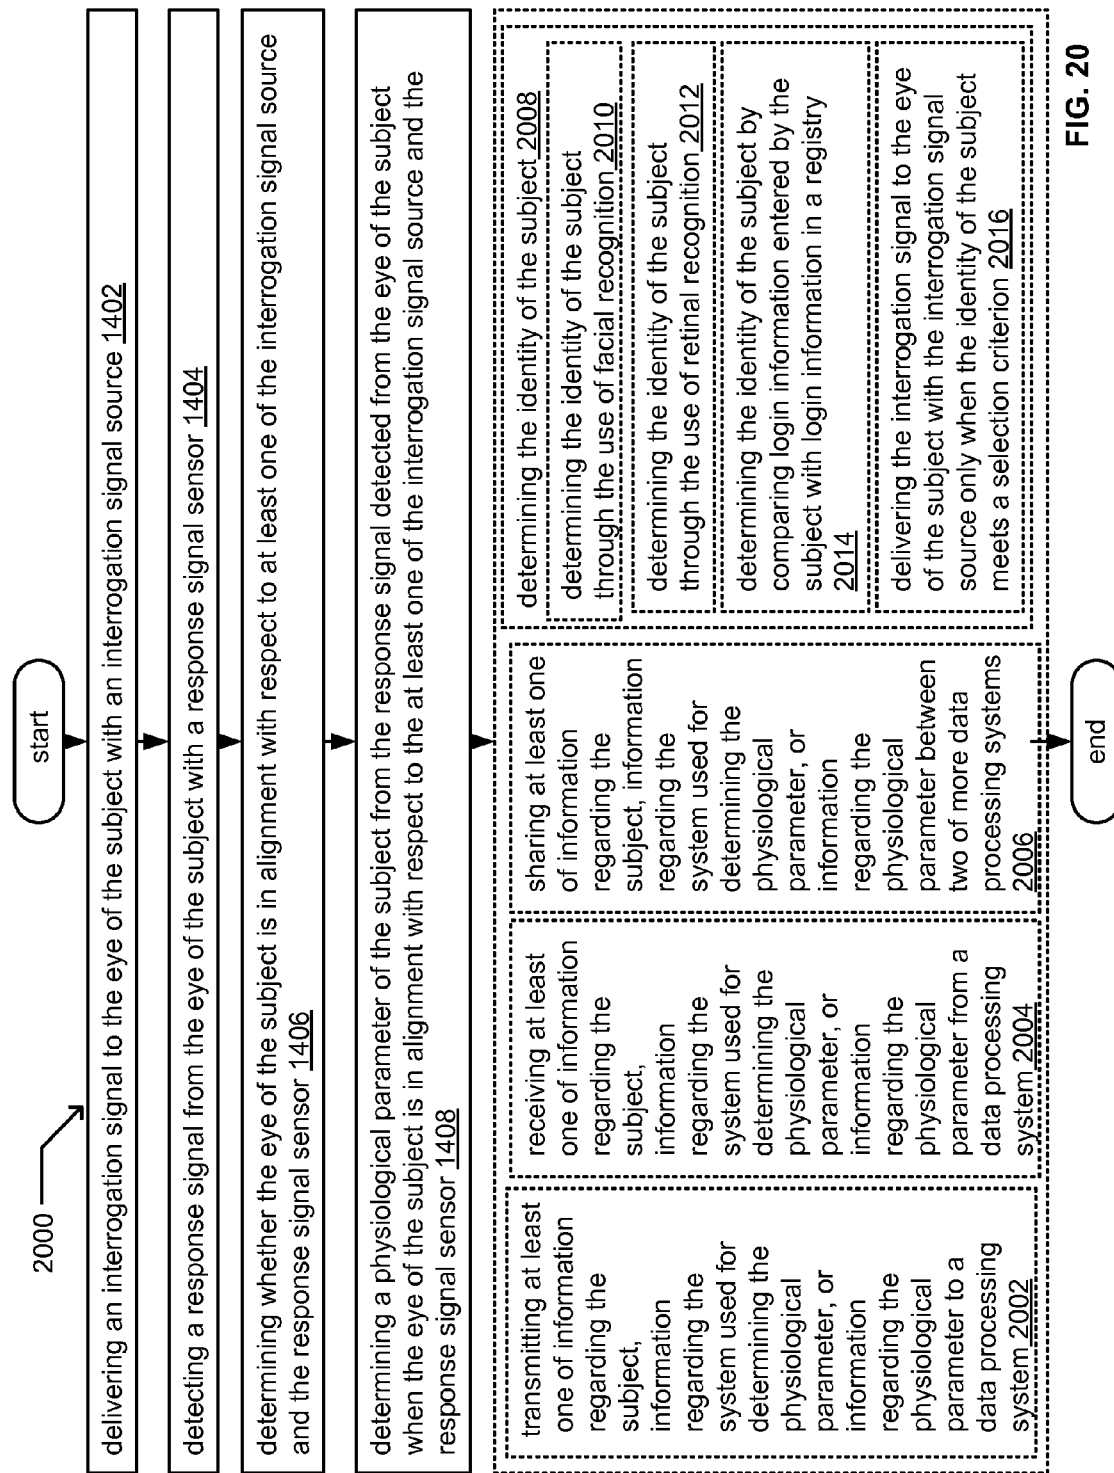 2000
start
delivering an interrogation signal to the eye of the subject with an interrogation signal source 1402
detecting a response signal from the eye of the subject with a response signal sensor 1404
determining whether the eye of the subject is in alignment with respect to at least one of the interrogation signal source
and the response signal sensor 1406
determining a physiological parameter of the subject from the response signal detected from the eye of the subject
when the eye of the subject is in alignment with respect to the at least one of the interrogation signal source and the
response signal sensor 1408
transmitting at least
one of information
regarding the
subject,
information
regarding the
system used for
determining the
physiological
parameter, or
information
regarding the
physiological
parameter to a
data processing
system 2002
receiving at least
one of information
regarding the
subject,
information
regarding the
system used for
determining the
physiological
parameter, or
information
regarding the
physiological
parameter from a
data processing
system 2004
sharing at least one
of information
regarding the
subject, information
regarding the
system used for
determining the
physiological
parameter, or
information
regarding the
physiological
parameter between
two of more data
processing systems
2006
determining the identity of the subject 2008
determining the identity of the subject
through the use of facial recognition 2010
determining the identity of the subject
through the use of retinal recognition 2012
determining the identity of the subject by
comparing login information entered by the
subject with login information in a registry
2014
delivering the interrogation signal to the eye
of the subject with the interrogation signal
source only when the identity of the subject
meets a selection criterion 2016
end
FIG. 20